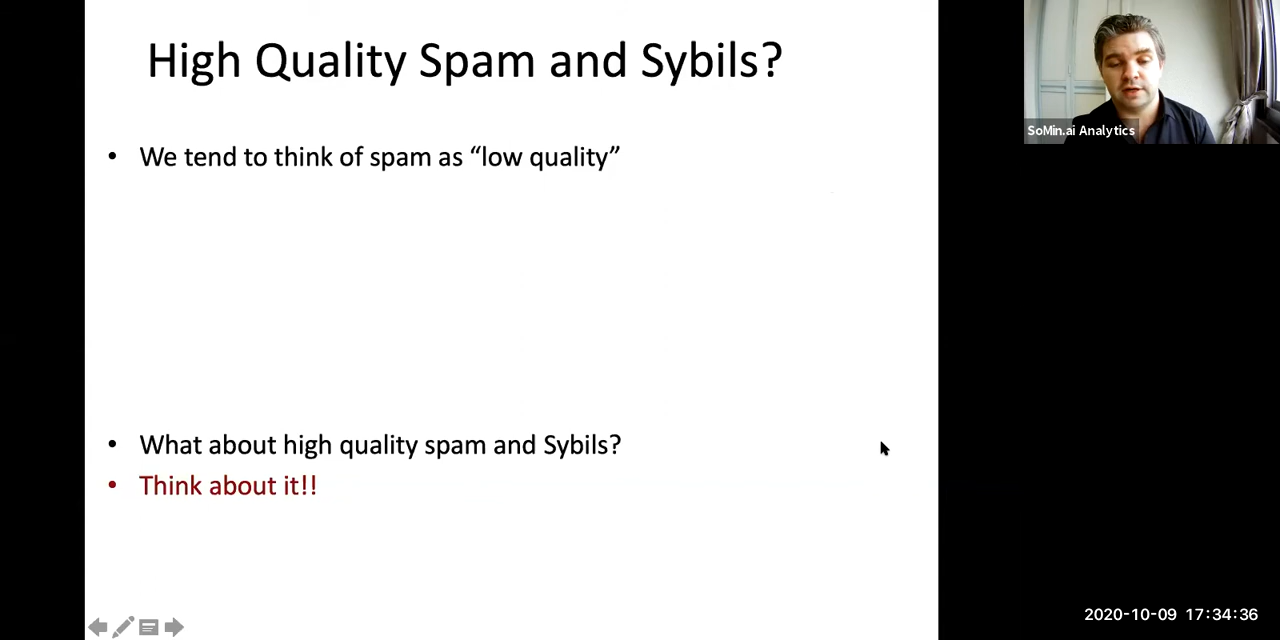 High Quality Spam and Sybils?
SoMin.ai Analytics
• We tend to think of spam as “low quality”
• What about high quality spam and Sybils?
• Think about it!!
2020-10-09 17:34:36